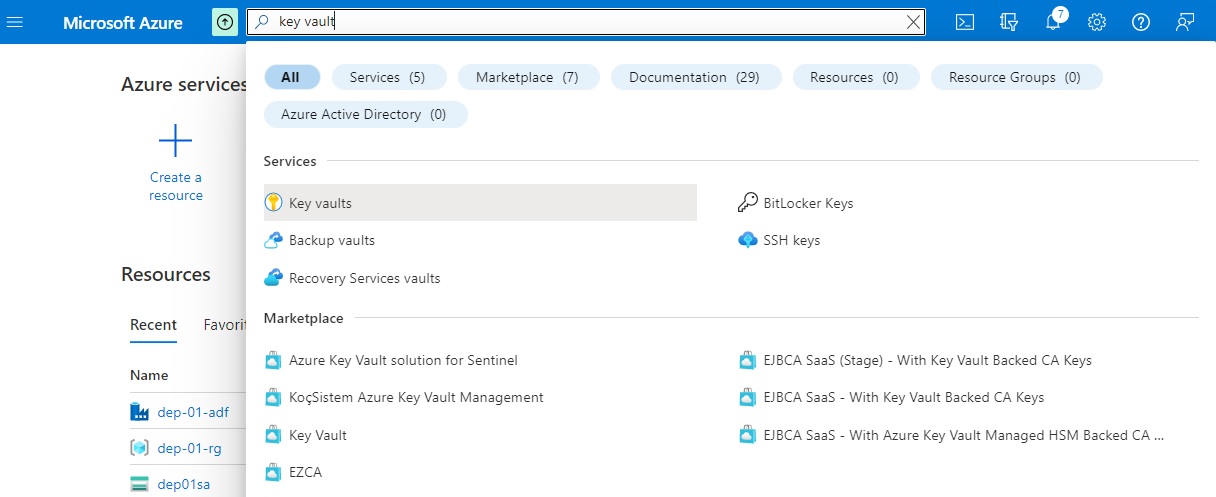 Microsoft Azure
key vault
7
All
Services (5)
Marketplace (7)
Documentation (29)
Resources (0)
Resource Groups (0)
Azure Active Directory (0)
Azure services
Create a
resource
Services
Key vaults
BitLocker Keys
Backup vaults
SSH keys
Recovery Services vaults
Resources
Recent
Favorit
Name
dep-01-adf
dep-01-rg
dep01sa
Marketplace
Azure Key Vault solution for Sentinel
EJBCA SaaS (Stage) - With Key Vault Backed CA Keys
KoçSistem Azure Key Vault Management
EJBCA SaaS - With Key Vault Backed CA Keys
Key Vault
EJBCA SaaS - With Azure Key Vault Managed HSM Backed CA ...
EZCA